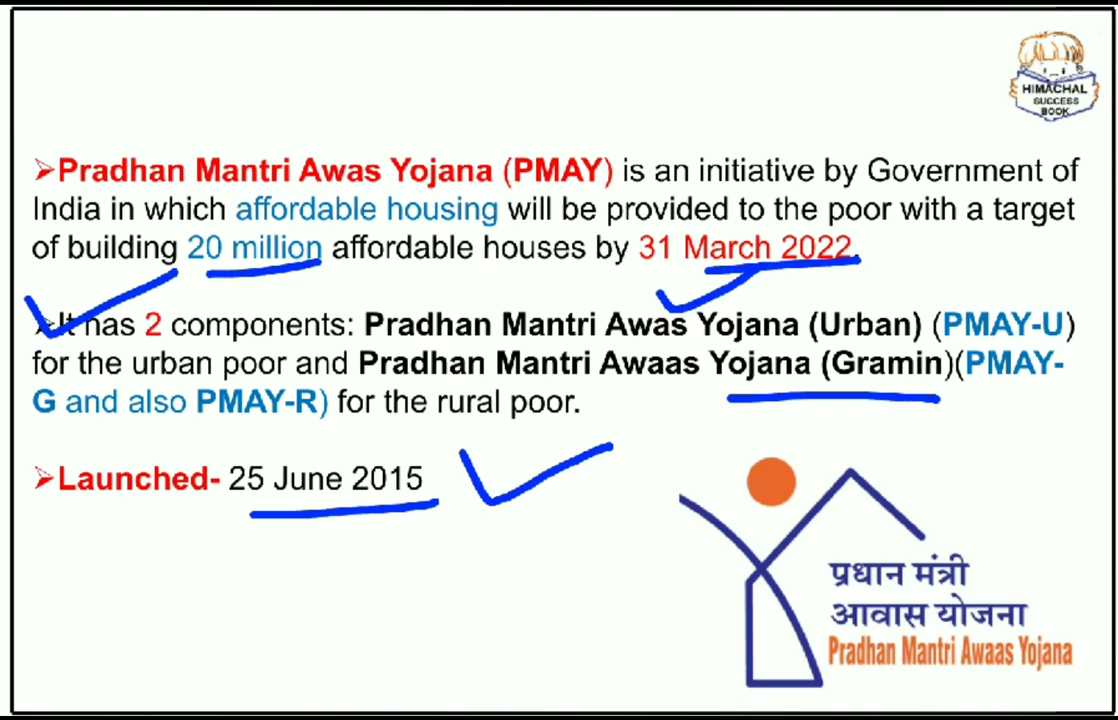 HIMACHAL
SUCCESS
BOOK
➢Pradhan Mantri Awas Yojana (PMAY) is an initiative by Government of
India in which affordable housing will be provided to the poor with a target
of building 20 million affordable houses by 31 March 2022.
➢It has 2 components: Pradhan Mantri Awas Yojana (Urban) (PMAY-U)
for the urban poor and Pradhan Mantri Awaas Yojana (Gramin)(PMAY-
G and also PMAY-R) for the rural poor.
➢Launched- 25 June 2015
प्रधान मंत्री
आवास योजना
Pradhan Mantri Awaas Yojana